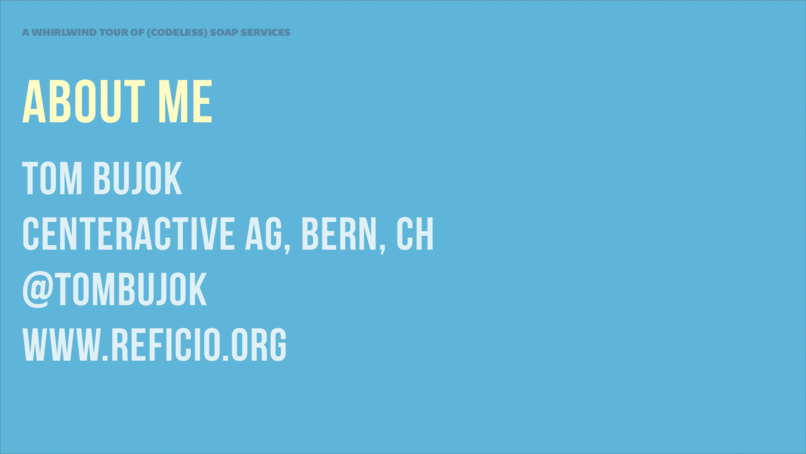 A WHIRLWIND TOUR OF {CODELESS} SOAP SERVICES
ABOUT ME
TOM BUJOK
CENTERACTIVE AG, BERN, CH
@TOMBUJOK
WWW.REFICIO.ORG